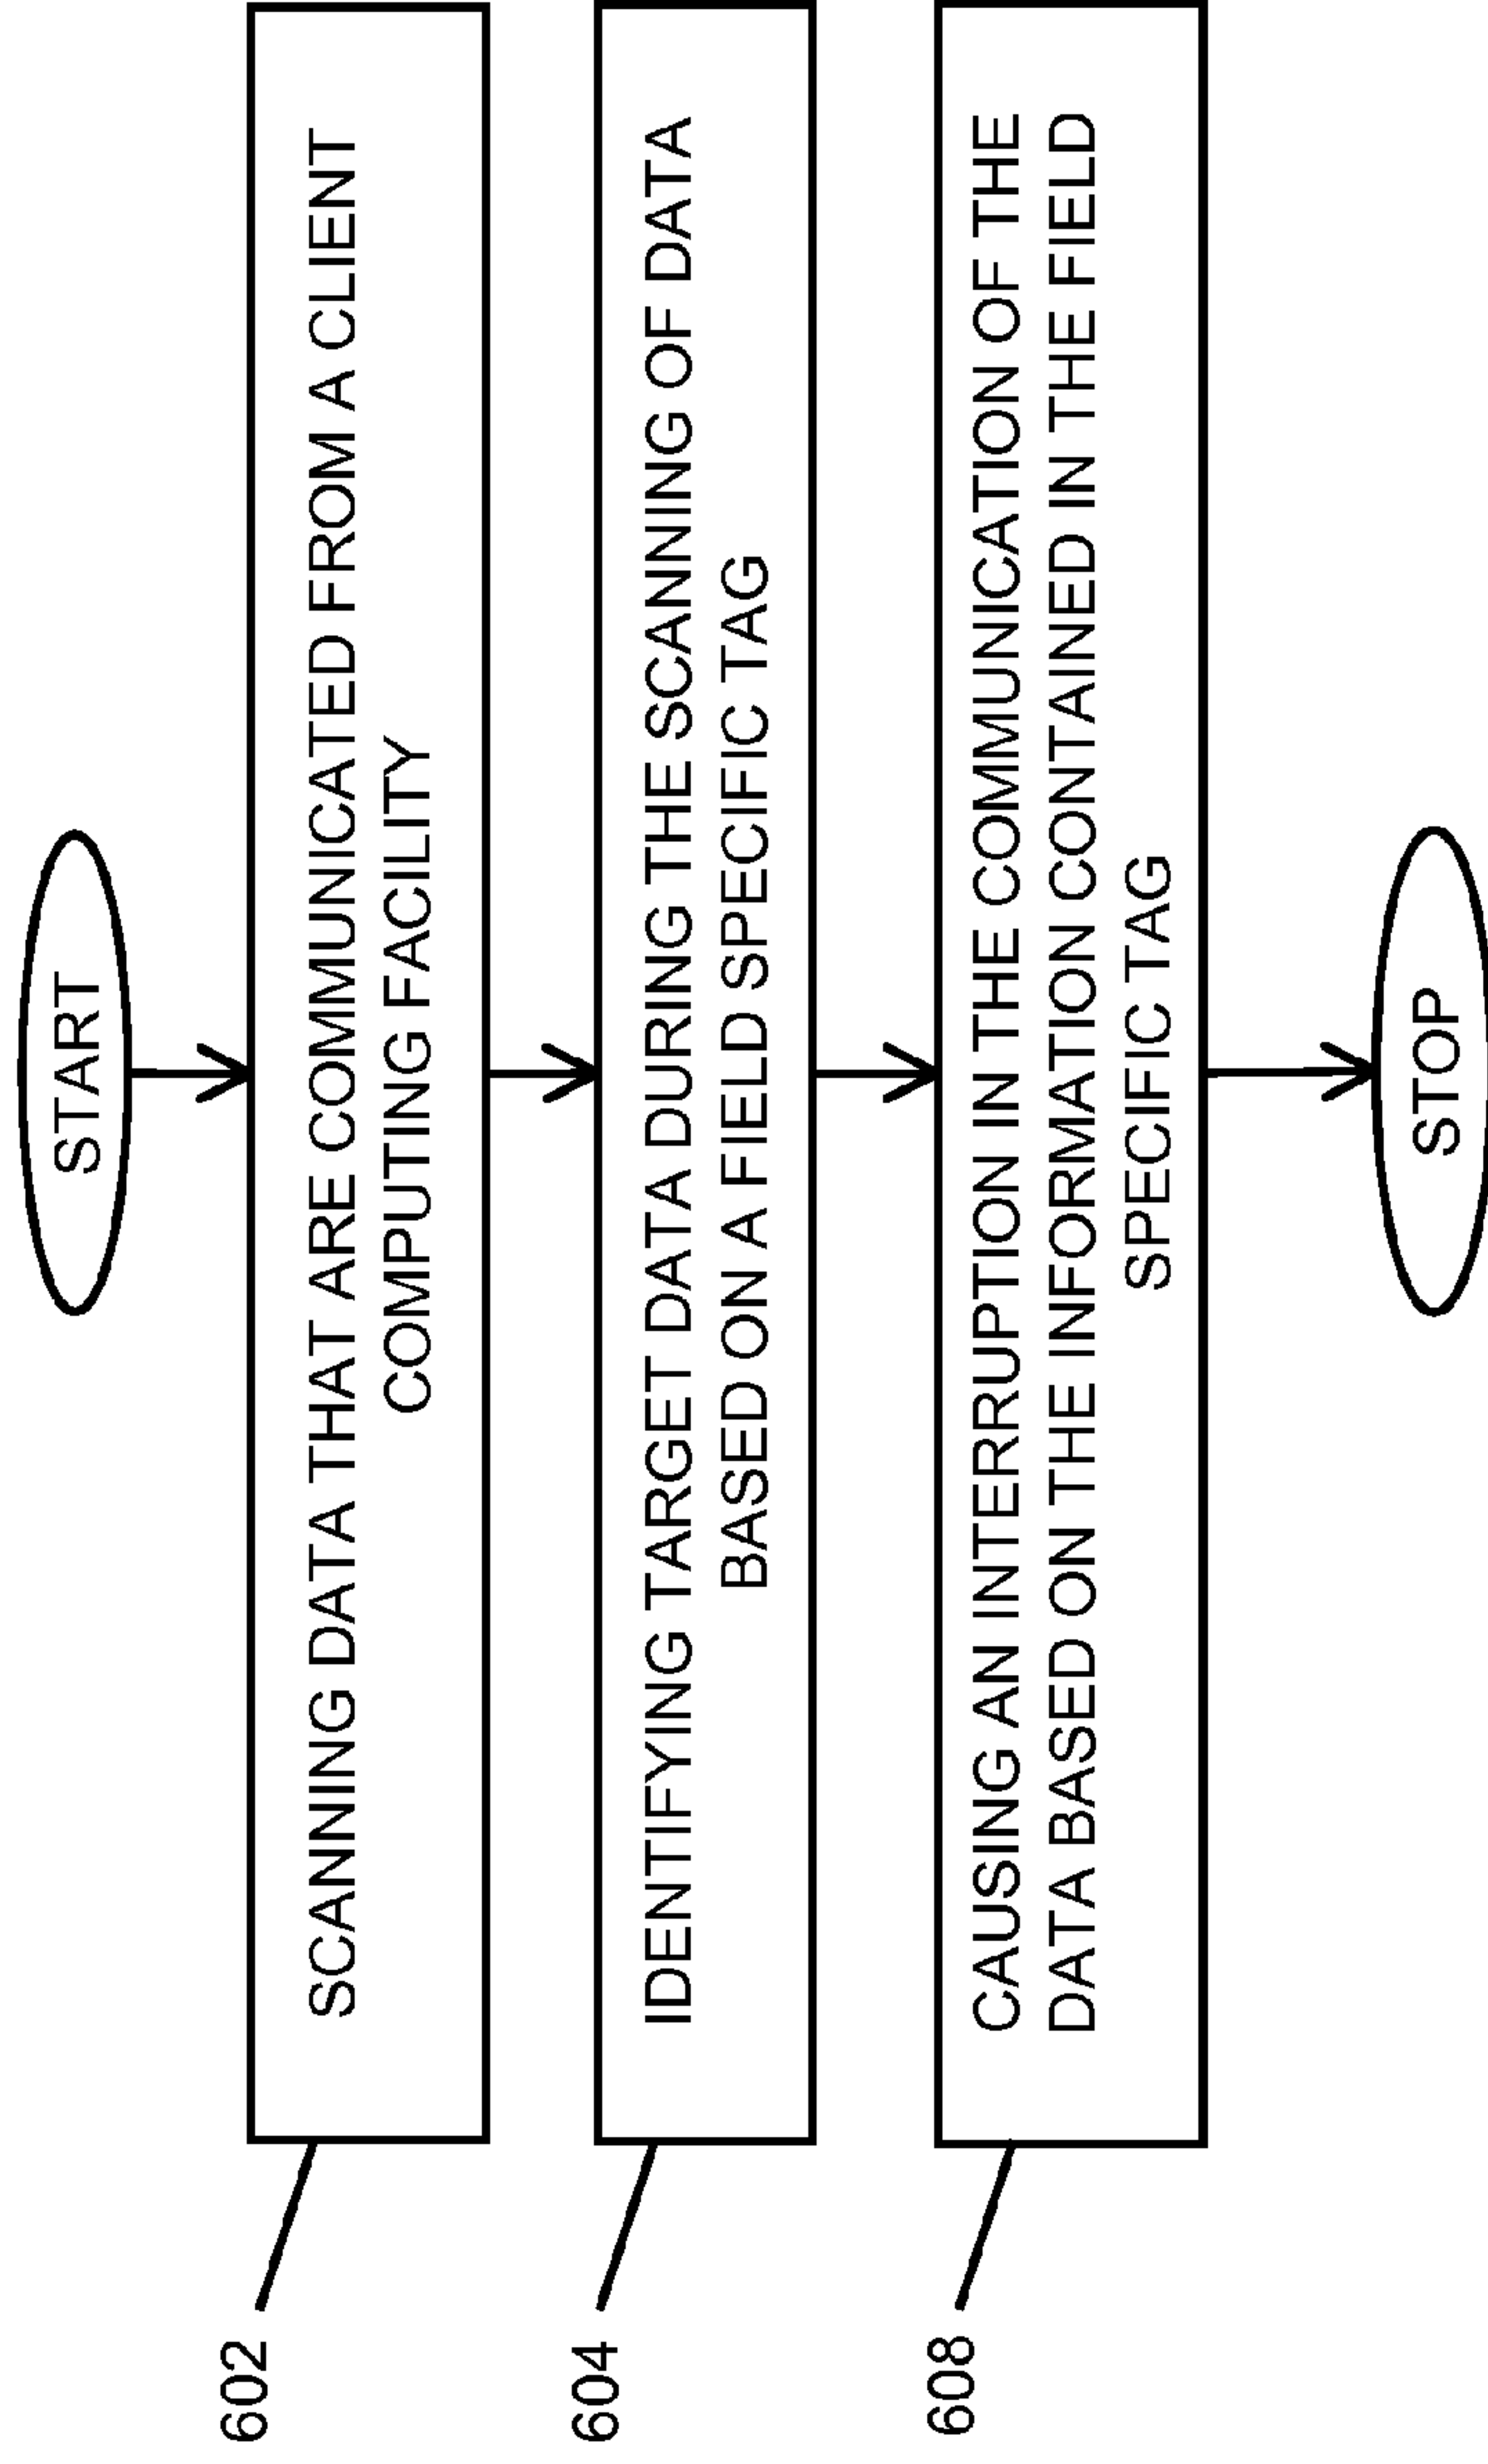 START
602
SCANNING DATA THAT ARE COMMUNICATED FROM A CLIENT
COMPUTING FACILITY
604
IDENTIFYING TARGET DATA DURING THE SCANNING OF DATA
BASED ON A FIELD SPECIFIC TAG
608
CAUSING AN INTERRUPTION IN THE COMMUNICATION OF THE
DATA BASED ON THE INFORMATION CONTAINED IN THE FIELD
SPECIFIC TAG
STOP